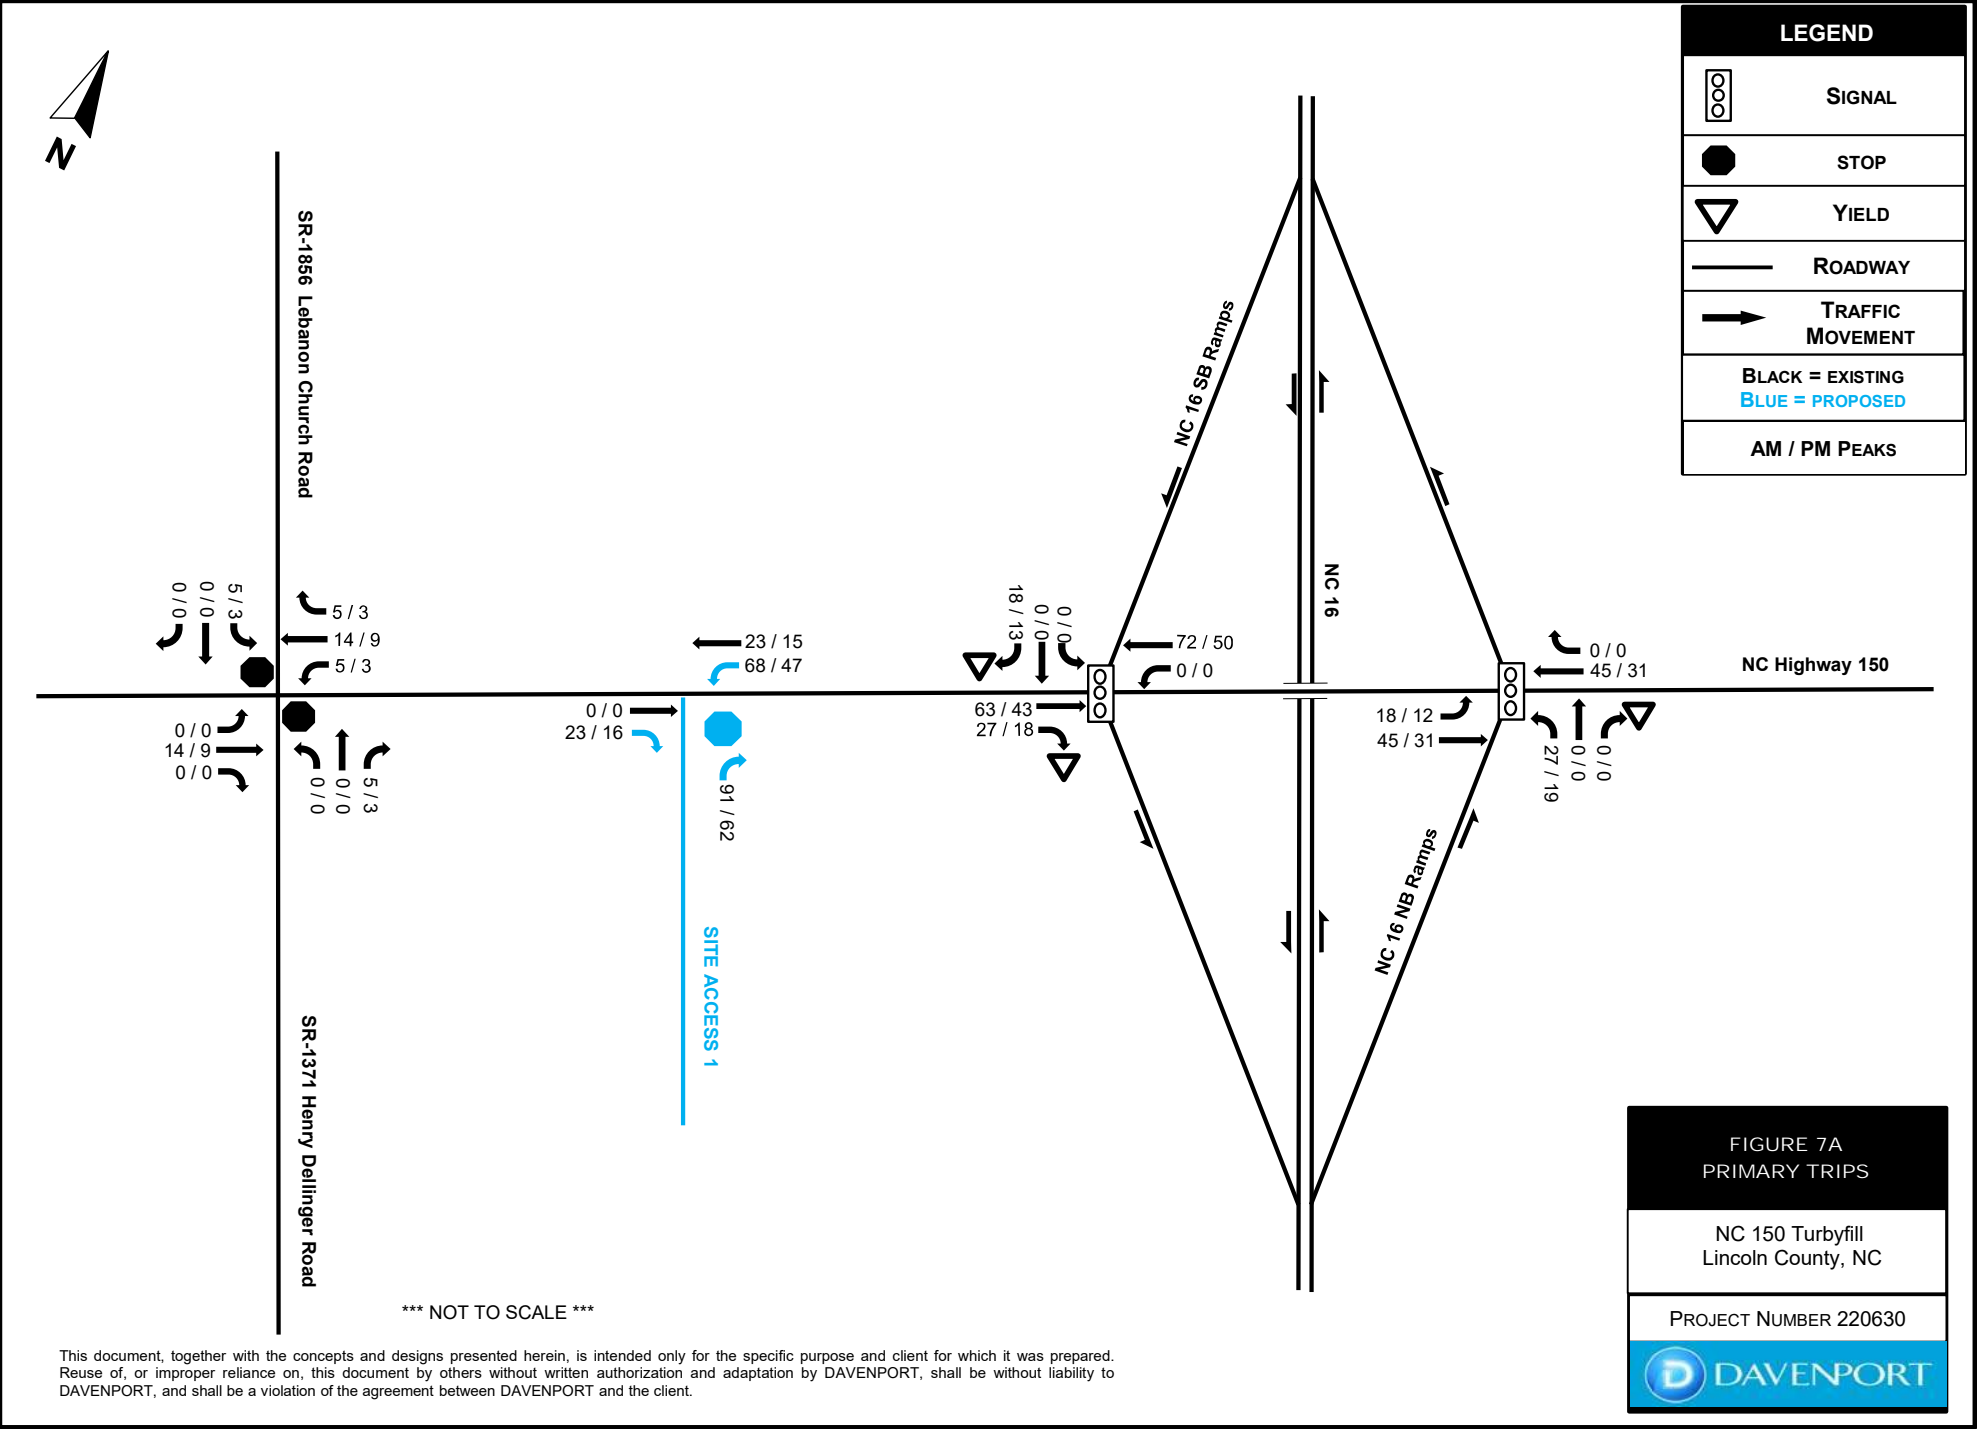 LEGEND
SIGNAL
STOP
YIELD
ROADWAY
TRAFFIC
MOVEMENT
BLACK = EXISTING
BLUE = PROPOSED
AM / PM PEAKS
N
SR-1856 Lebanon Church Road
0 / 0
0 / 0
5 / 3
5 / 3
14 / 9
5 / 3
0 / 0
14 / 9
0 / 0
0 / 0
0 / 0
5 / 3
SR-1371 Henry Dellinger Road
23 / 15
68 / 47
0 / 0
23 / 16
91 / 62
SITE ACCESS 1
NC 16 SB Ramps
18 / 13
0 / 0
0 / 0
72 / 50
0 / 0
63 / 43
27 / 18
NC 16
NC 16 NB Ramps
0 / 0
45 / 31
18 / 12
45 / 31
27 / 19
0 / 0
0 / 0
NC Highway 150
*** NOT TO SCALE ***
This document, together with the concepts and designs presented herein, is intended only for the specific purpose and client for which it was prepared.
Reuse of, or improper reliance on, this document by others without written authorization and adaptation by DAVENPORT, shall be without liability to
DAVENPORT, and shall be a violation of the agreement between DAVENPORT and the client.
FIGURE 7A
PRIMARY TRIPS
NC 150 Turbyfill
Lincoln County, NC
PROJECT NUMBER 220630
D DAVENPORT